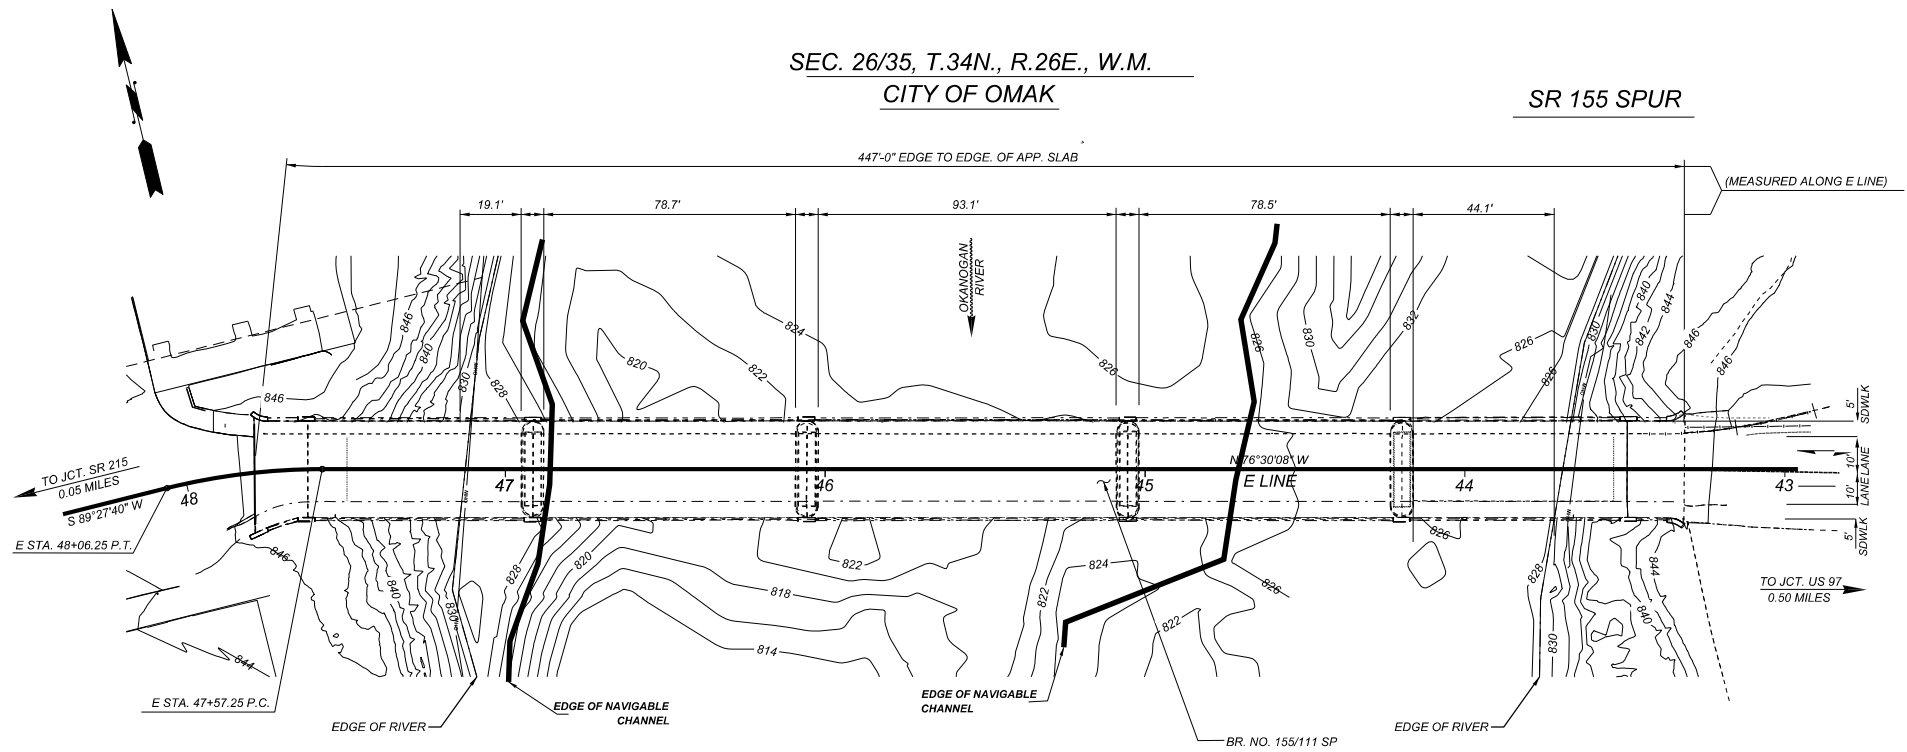 SEC. 26/35, T.34N., R.26E., W.M.
CITY OF OMAK
SR 155 SPUR
447'-0" EDGE TO EDGE. OF APP. SLAB
(MEASURED ALONG E LINE)
19.1'
78.7'
93.1'
78.5'
44.1'
OKANOGAN
RIVER
846
840
830
828
824
820
822
826
826
830
832
826
826
830
840
842
844
846
846
846
5'
SDWLK
10'
LANE
10'
LANE
5'
SDWLK
TO JCT. SR 215
0.05 MILES
S 89°27'40" W
48
47
46
45
44
43
N 76°30'08" W
E LINE
E STA. 48+06.25 P.T.
846
840
830
828
820
822
818
814
824
822
822
826
826
828
830
844
840
844
TO JCT. US 97
0.50 MILES
E STA. 47+57.25 P.C.
EDGE OF RIVER
EDGE OF NAVIGABLE
CHANNEL
EDGE OF NAVIGABLE
CHANNEL
BR. NO. 155/111 SP
EDGE OF RIVER